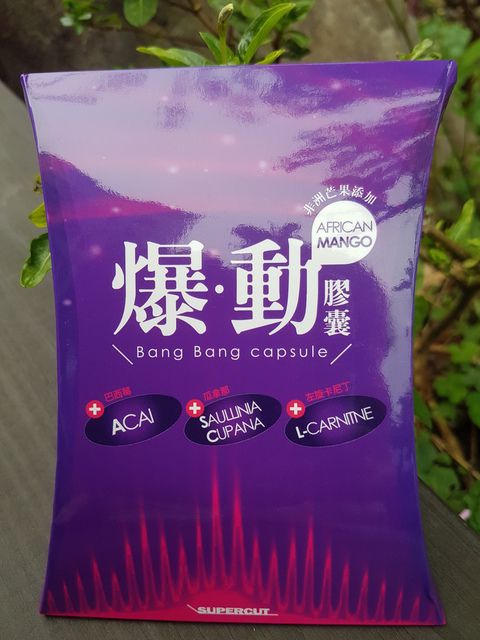 非洲芒果添加
AFRICAN
MANGO
爆·動膠囊
Bang Bang capsule
巴西莓
瓜拿那
左旋卡尼丁
ACAI
SAULLINIA
CUPANA
L-CARNITNE
SUPERCUT